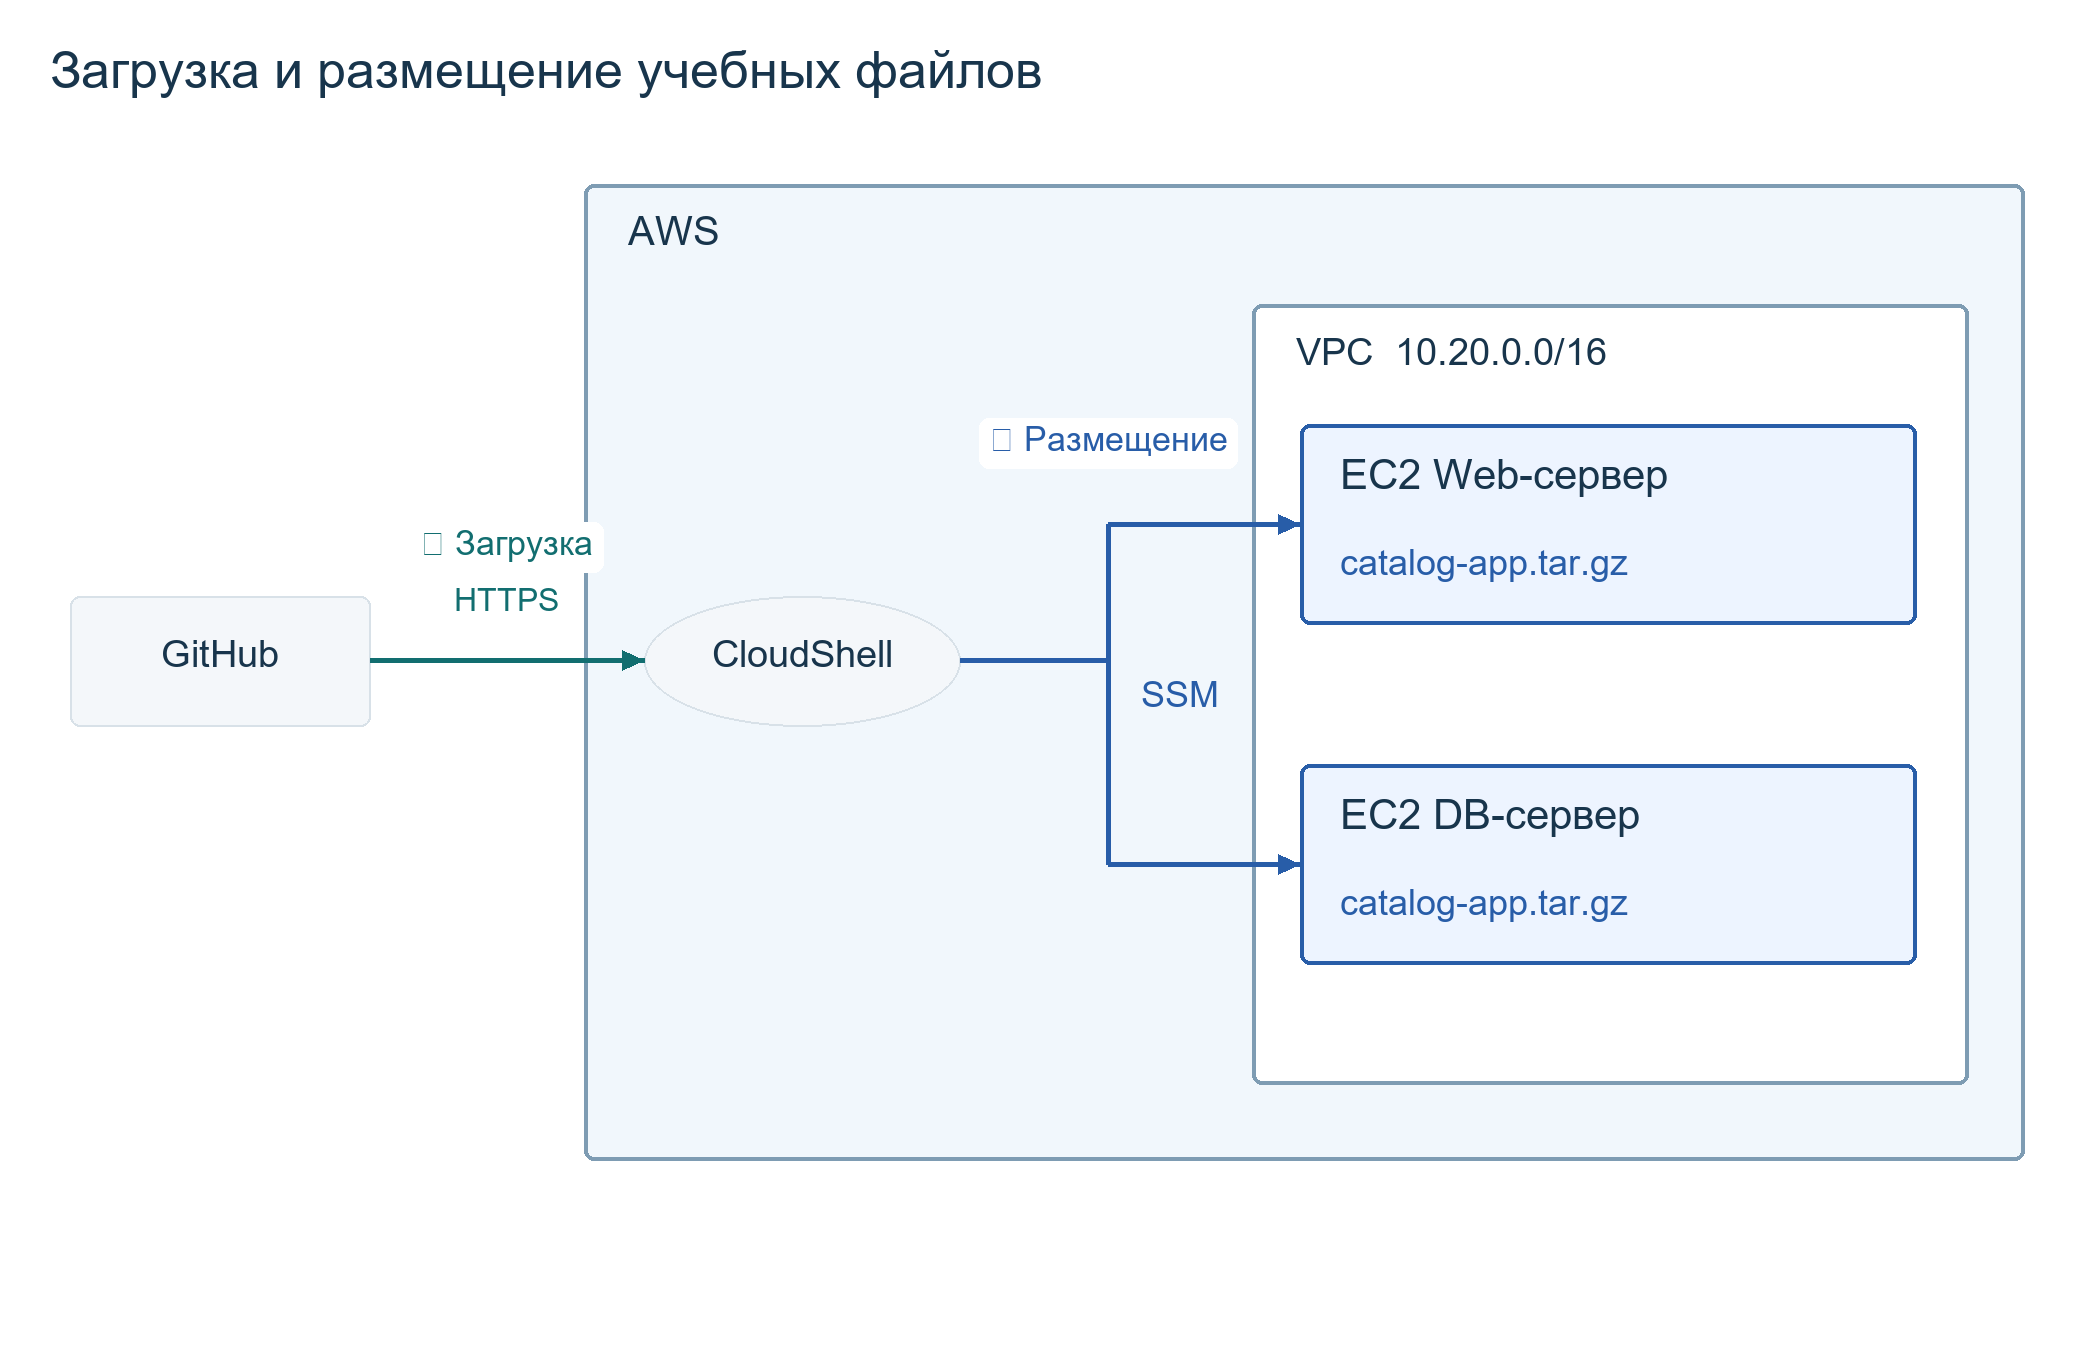 Загрузка и размещение учебных файлов
AWS
VPC 10.20.0.0/16
Размещение
EC2 Web-сервер
catalog-app.tar.gz
Загрузка
HTTPS
GitHub
CloudShell
SSM
EC2 DB-сервер
catalog-app.tar.gz